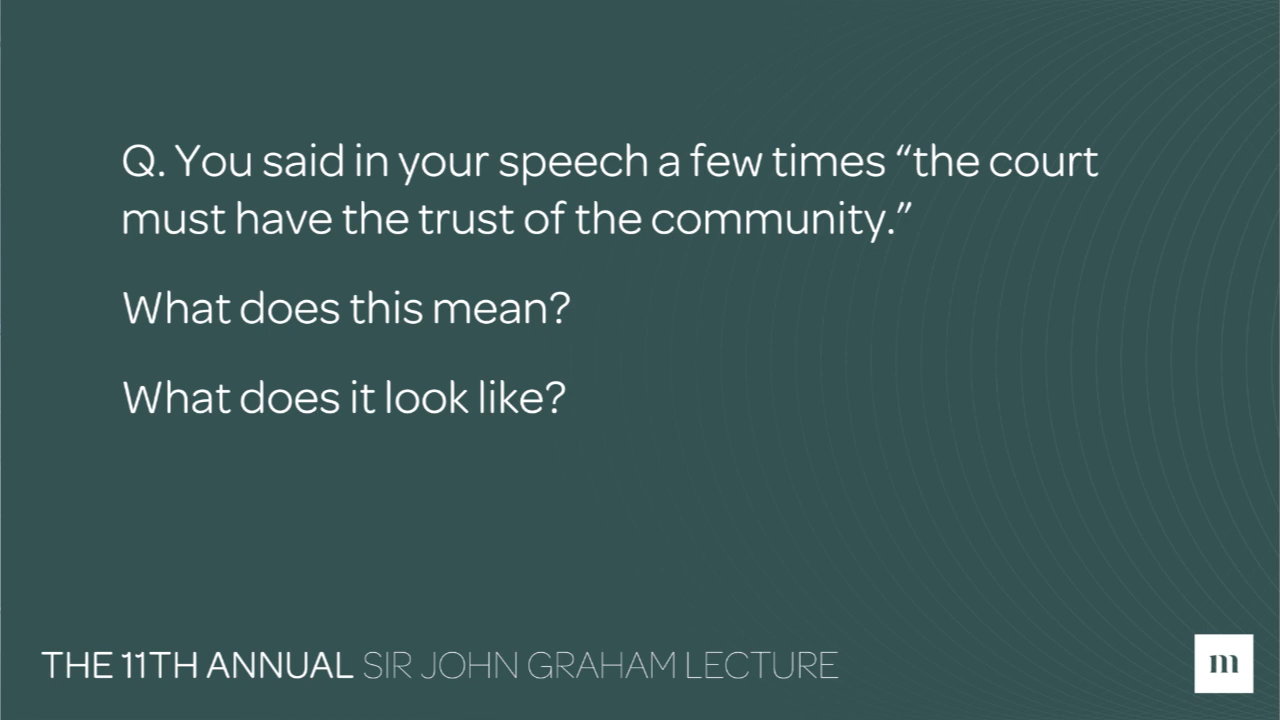 Q. You said in your speech a few times “the court
must have the trust of the community.”
What does this mean?
What does it look like?
THE 11TH ANNUAL SIR JOHN GRAHAM LECTURE
m